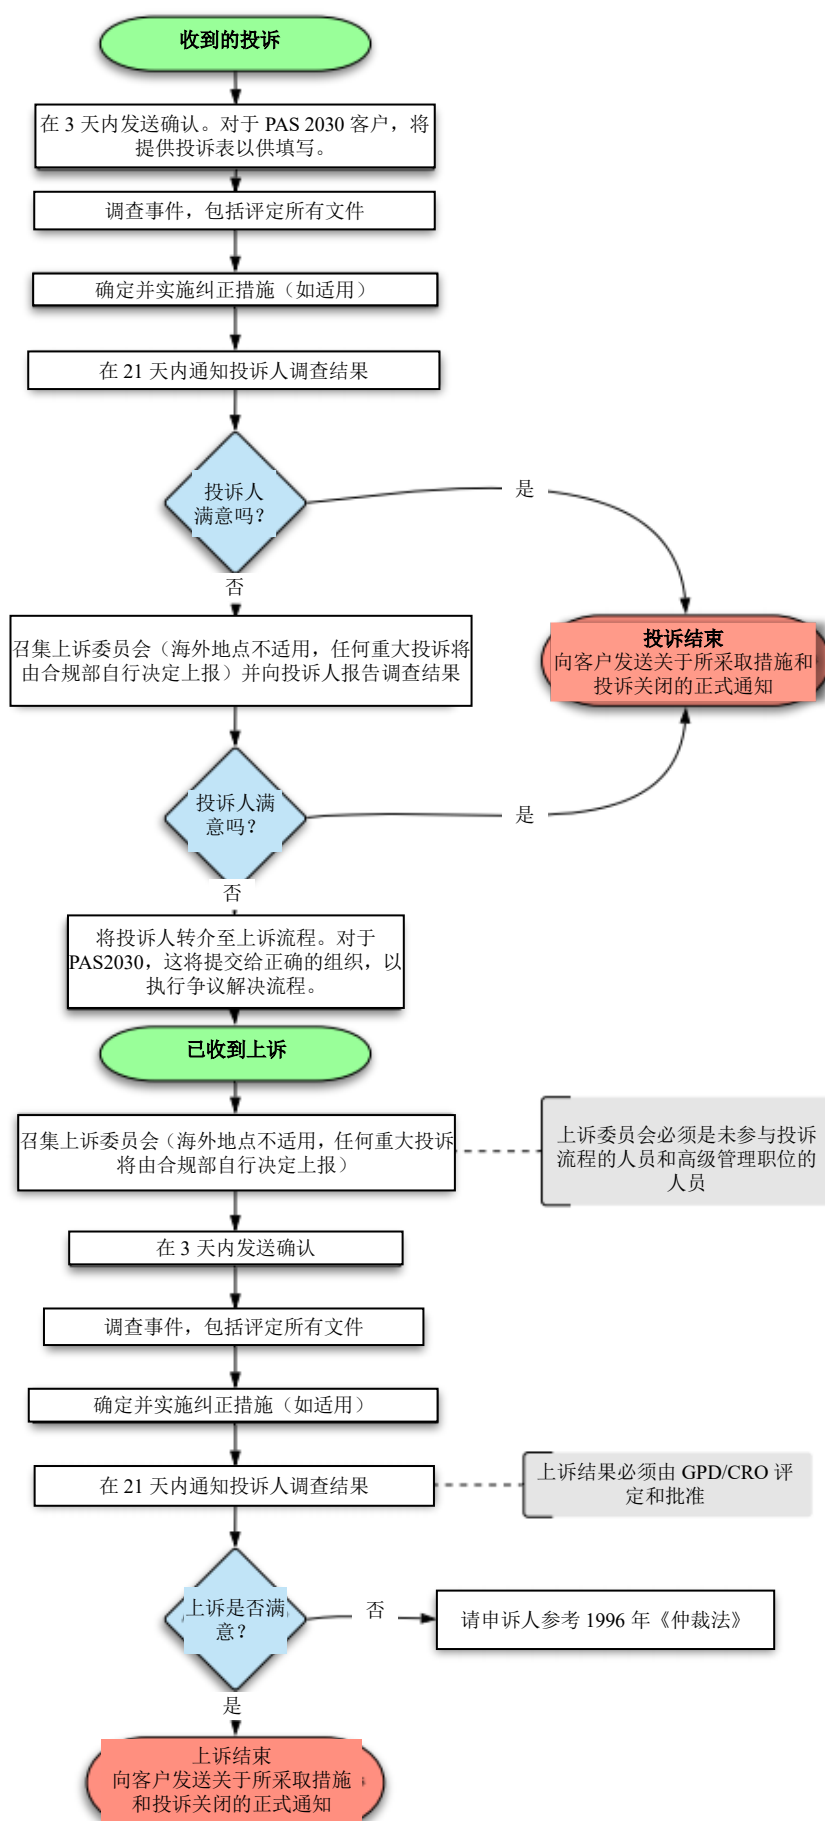 收到的投诉
在 3 天内发送确认。对于 PAS 2030 客户，将
提供投诉表以供填写。
调查事件，包括评定所有文件
确定并实施纠正措施（如适用）
在 21 天内通知投诉人调查结果
投诉人
满意吗？
是
否
召集上诉委员会（海外地点不适用，任何重大投诉将
由合规部自行决定上报）并向投诉人报告调查结果
投诉结束
向客户发送关于所采取措施和
投诉关闭的正式通知
投诉人满
意吗？
是
否
将投诉人转介至上诉流程。对于
PAS2030，这将提交给正确的组织，以
执行争议解决流程。
已收到上诉
召集上诉委员会（海外地点不适用，任何重大投诉
将由合规部自行决定上报）
上诉委员会必须是未参与投诉
流程的人员和高级管理职位的
人员
在 3 天内发送确认
调查事件，包括评定所有文件
确定并实施纠正措施（如适用）
在 21 天内通知投诉人调查结果
上诉结果必须由 GPD/CRO 评
定和批准
上诉是否满
意？
否
请申诉人参考 1996 年《仲裁法》
是
上诉结束
向客户发送关于所采取措施
和投诉关闭的正式通知